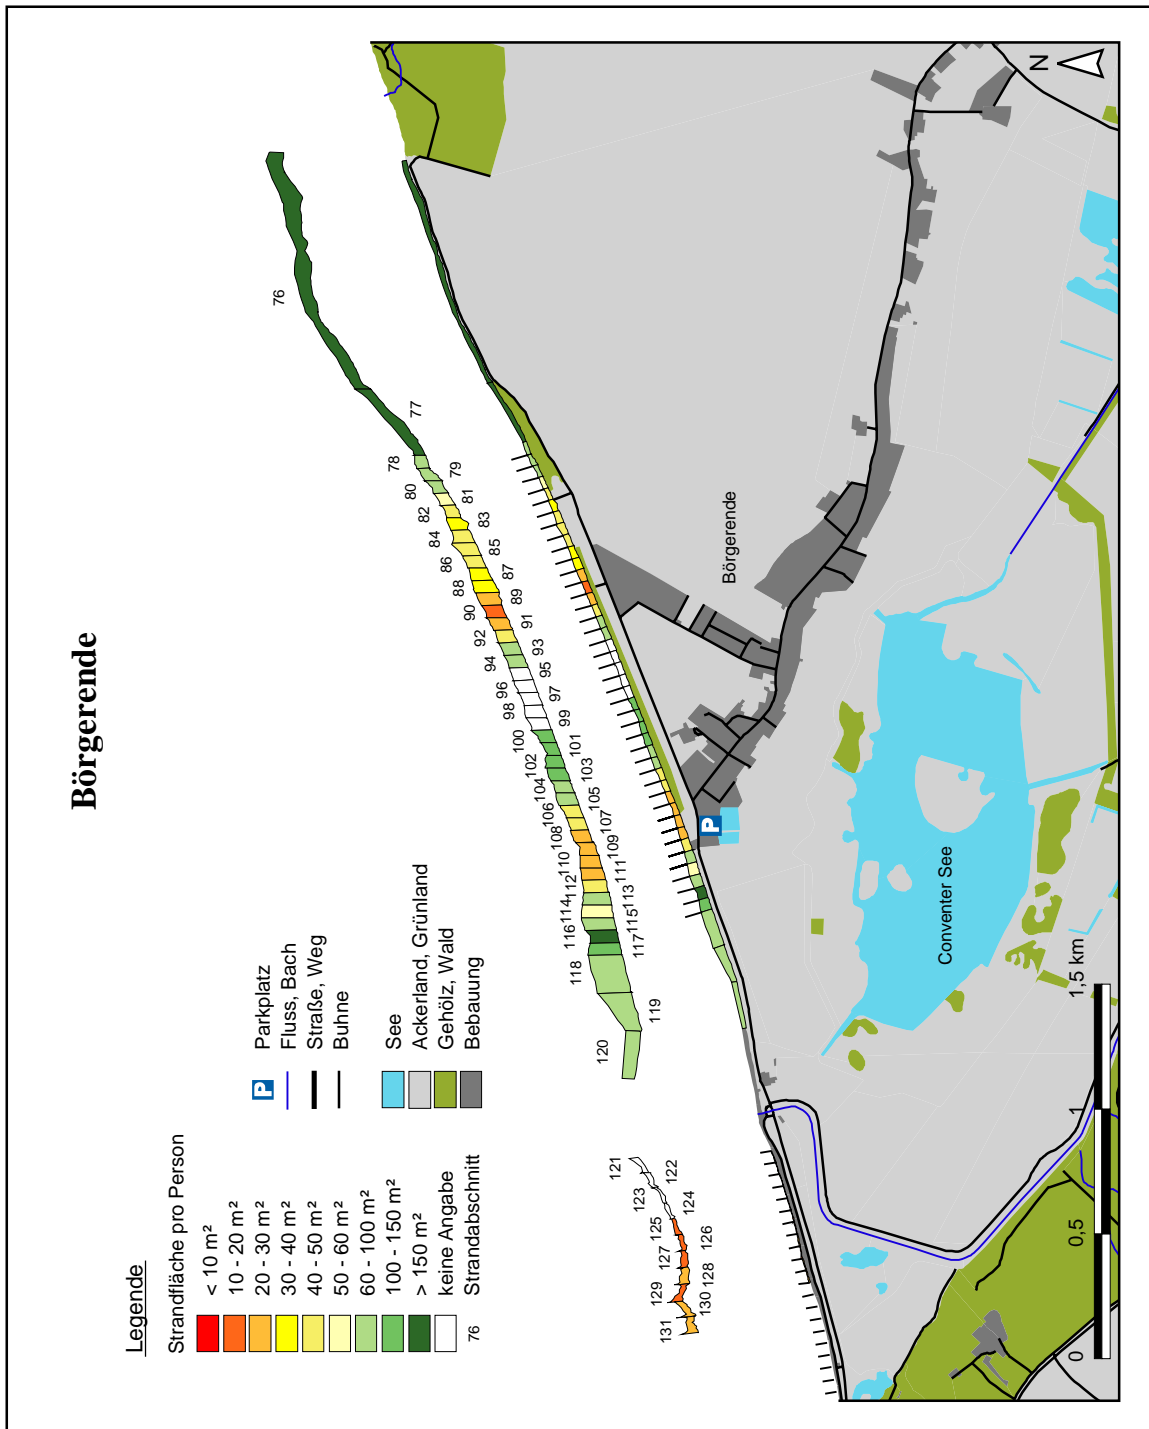 Börgerende
Legende
Strandfläche pro Person
< 10 m²
10 - 20 m²
20 - 30 m²
30 - 40 m²
40 - 50 m²
50 - 60 m²
60 - 100 m²
100 - 150 m²
> 150 m²
keine Angabe
76 Strandabschnitt
P Parkplatz
Fluss, Bach
Straße, Weg
Buhne
See
Ackerland, Grünland
Gehölz, Wald
Bebauung
131
130
129
128
127
126
125
124
123
122
121
120
119
118
117
116
115
114
113
112
111
110
109
108
107
106
105
104
103
102
101
100
99
98
97
96
95
94
93
92
91
90
89
88
87
86
85
84
83
82
81
80
79
78
77
76
P
Börgerende
Conventer See
N
0
0,5
1
1,5 km